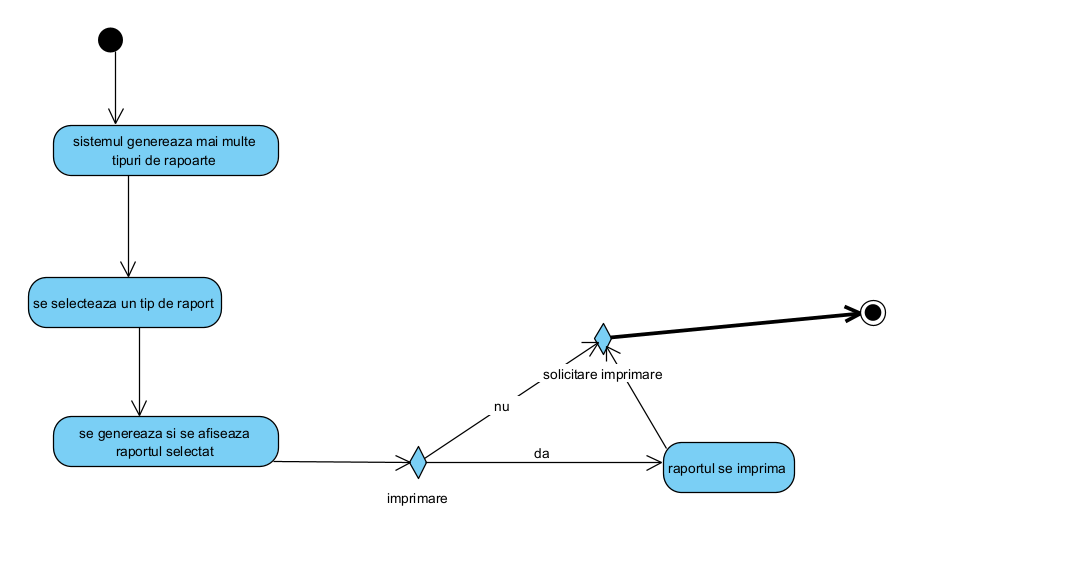 sistemul genereaza mai multe
tipuri de rapoarte
se selecteaza un tip de raport
se genereaza si se afiseaza
raportul selectat
imprimare
nu
da
solicitare imprimare
raportul se imprima